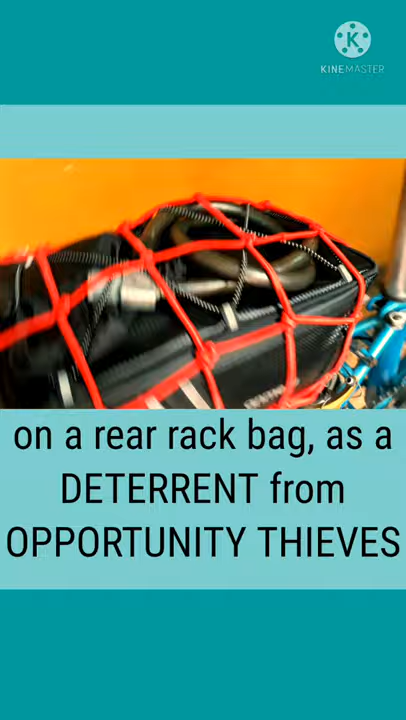 K
KINEMASTER
on a rear rack bag, as a
DETERRENT from
OPPORTUNITY THIEVES